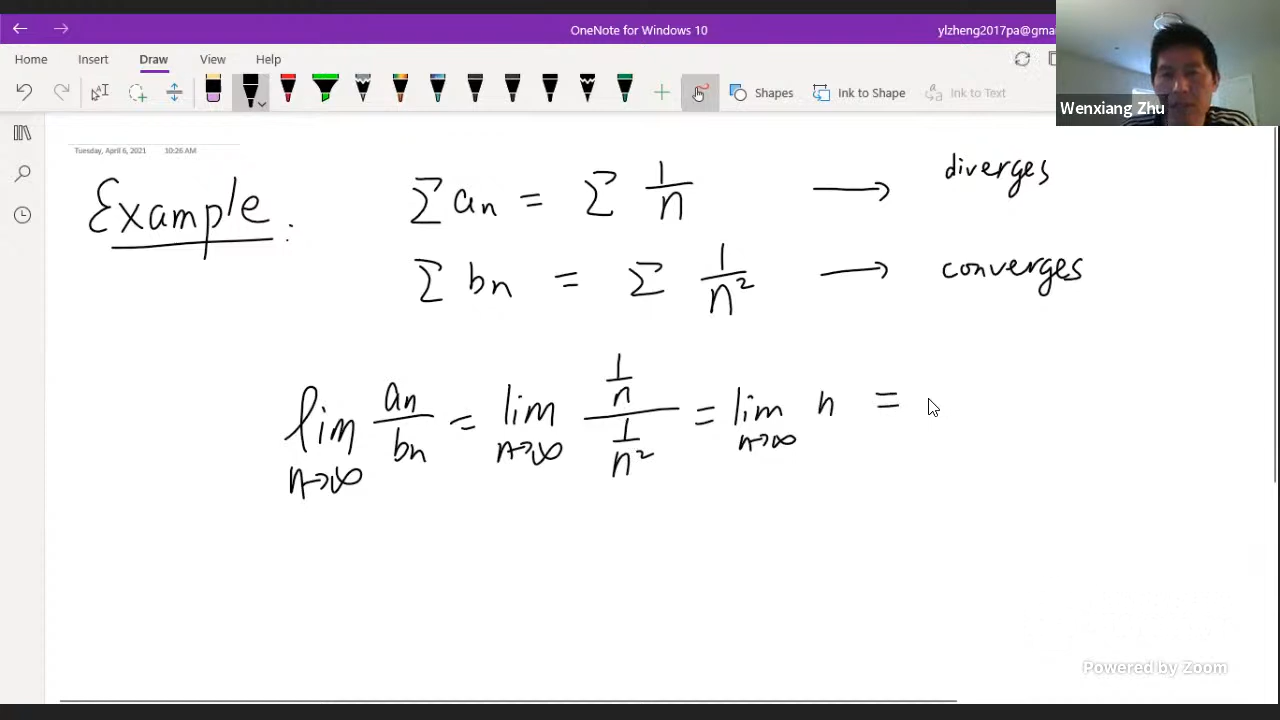 OneNote for Windows 10
ylzheng2017pa@gma
Home Insert Draw View Help
Shapes Ink to Shape Ink to Text
Wenxiang Zhu
Tuesday, April 6, 2021 10:26 AM
Example: Σ an = Σ 1/n ⟶ diverges
Σ bn = Σ 1/n² ⟶ converges
lim n→∞ an/bn = lim n→∞ (1/n)/(1/n²) = lim n→∞ n =
Powered by Zoom